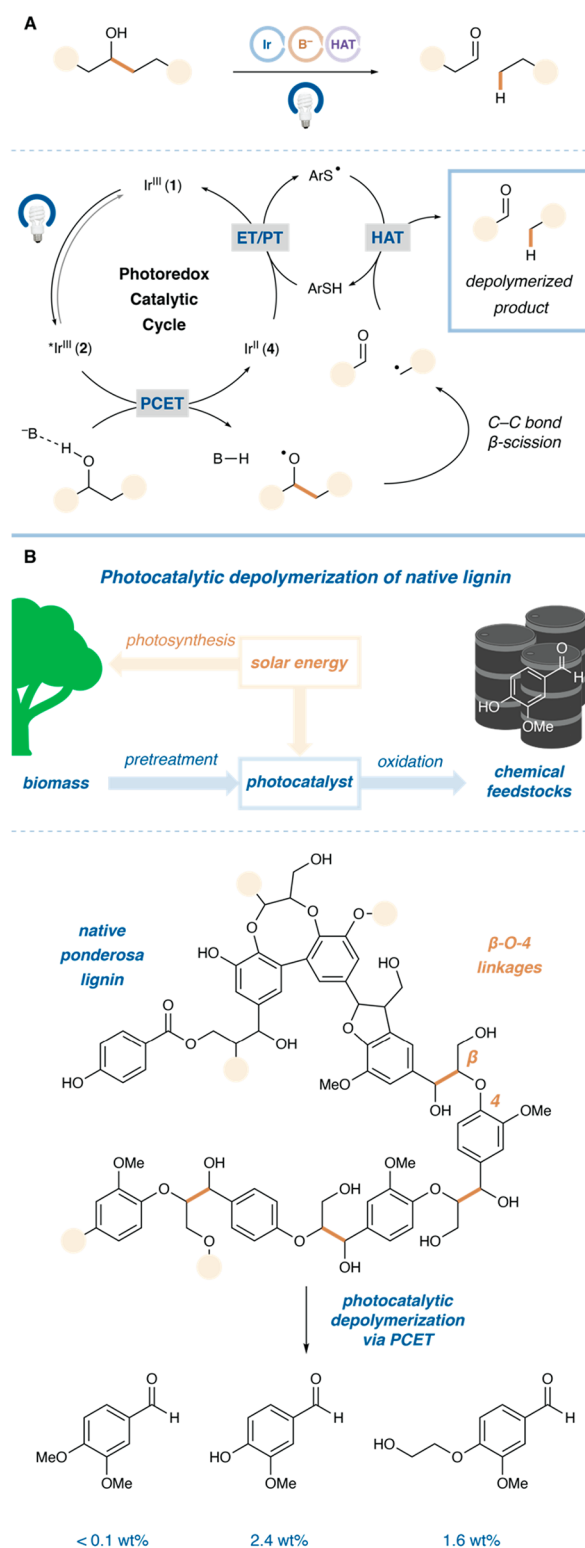 A
OH
Ir
B⁻
HAT
O
H
ArS•
Ir^III (1)
O
ET/PT
HAT
H
Photoredox
Catalytic
Cycle
ArSH
depolymerized
product
O
*Ir^III (2)
Ir^II (4)
PCET
C–C bond
β-scission
⁻B
H
O
B–H
•O
B
Photocatalytic depolymerization of native lignin
photosynthesis
solar energy
O
H
HO
OMe
biomass
pretreatment
photocatalyst
oxidation
chemical
feedstocks
OH
native
ponderosa
lignin
O
O
O
HO
β-O-4
linkages
HO
O
O
OH
O
OH
HO
MeO
β
O
OH
4
OMe
OMe
OH
OH
OMe
O
O
OH
O
O
OH
HO
OH
photocatalytic
depolymerization
via PCET
O
H
MeO
OMe
O
H
HO
OMe
O
H
HO
O
OMe
< 0.1 wt%
2.4 wt%
1.6 wt%